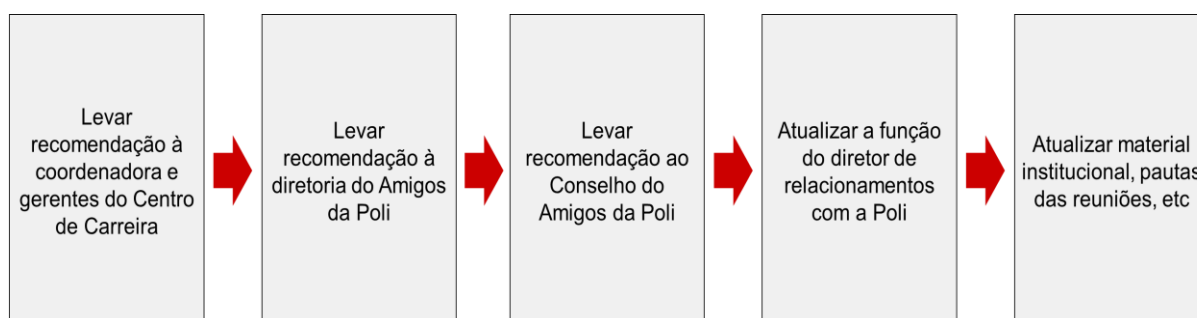 Levar
recomendação à
coordenadora e
gerentes do Centro
de Carreira
Levar
recomendação à
diretoria do Amigos
da Poli
Levar
recomendação ao
Conselho do
Amigos da Poli
Atualizar a função
do diretor de
relacionamentos
com a Poli
Atualizar material
institucional, pautas
das reuniões, etc